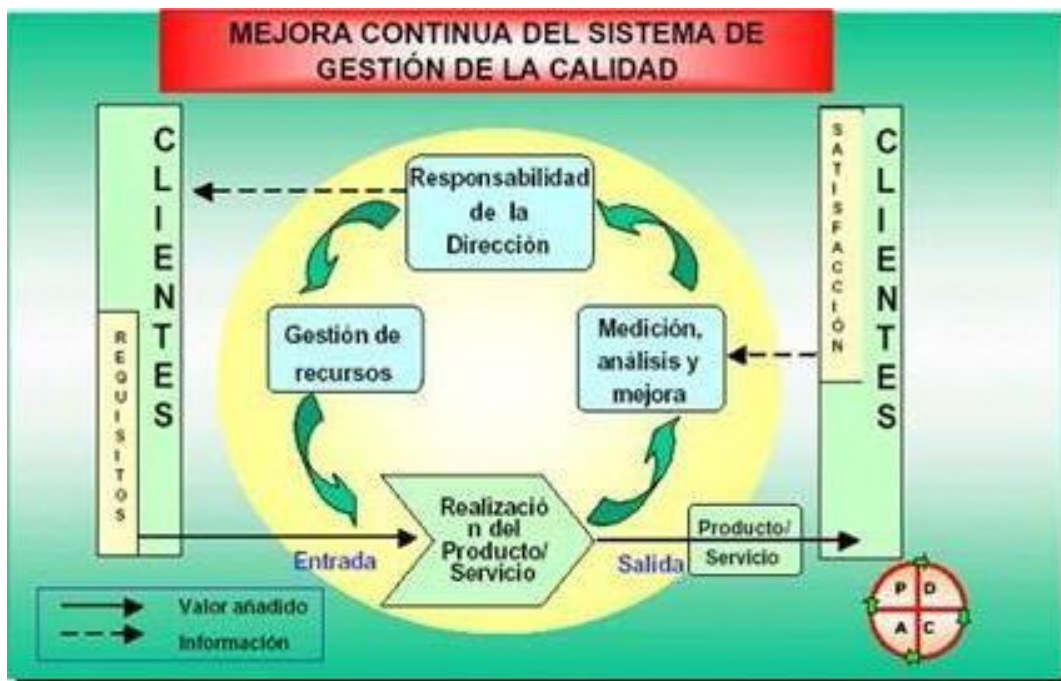 MEJORA CONTINUA DEL SISTEMA DE
GESTIÓN DE LA CALIDAD
CLIENTES
REQUISITOS
Responsabilidad
de la
Dirección
Gestión de
recursos
Medición,
análisis y
mejora
Realizació
n del
Producto/
Servicio
Entrada
Salida
Producto/
Servicio
SATISFACCIÓN
CLIENTES
Valor añadido
Información
P D
A C